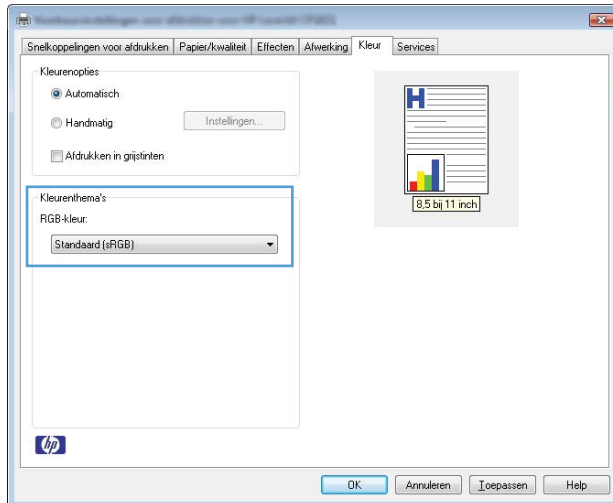 Snelkoppelingen voor afdrukken Papier/kwaliteit Effecten Afwerking Kleur Services
Kleurenopties
Automatisch
Handmatig Instellingen...
Afdrukken in grijstinten
H
8,5 bij 11 inch
Kleurenthema's
RGB-kleur:
Standaard (sRGB)
hp
OK Annuleren Toepassen Help